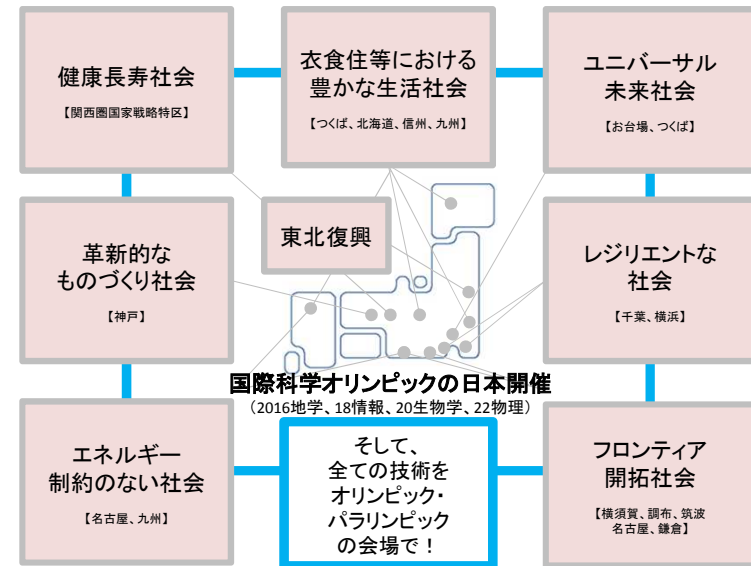 健康長寿社会
【関西圏国家戦略特区】
衣食住等における
豊かな生活社会
【つくば、北海道、信州、九州】
ユニバーサル
未来社会
【お台場、つくば】
革新的な
ものづくり社会
【神戸】
東北復興
レジリエントな
社会
【千葉、横浜】
国際科学オリンピックの日本開催
（2016地学、18情報、20生物学、22物理）
エネルギー
制約のない社会
【名古屋、九州】
そして、
全ての技術を
オリンピック・
パラリンピック
の会場で！
フロンティア
開拓社会
【横須賀、調布、筑波
名古屋、鎌倉】